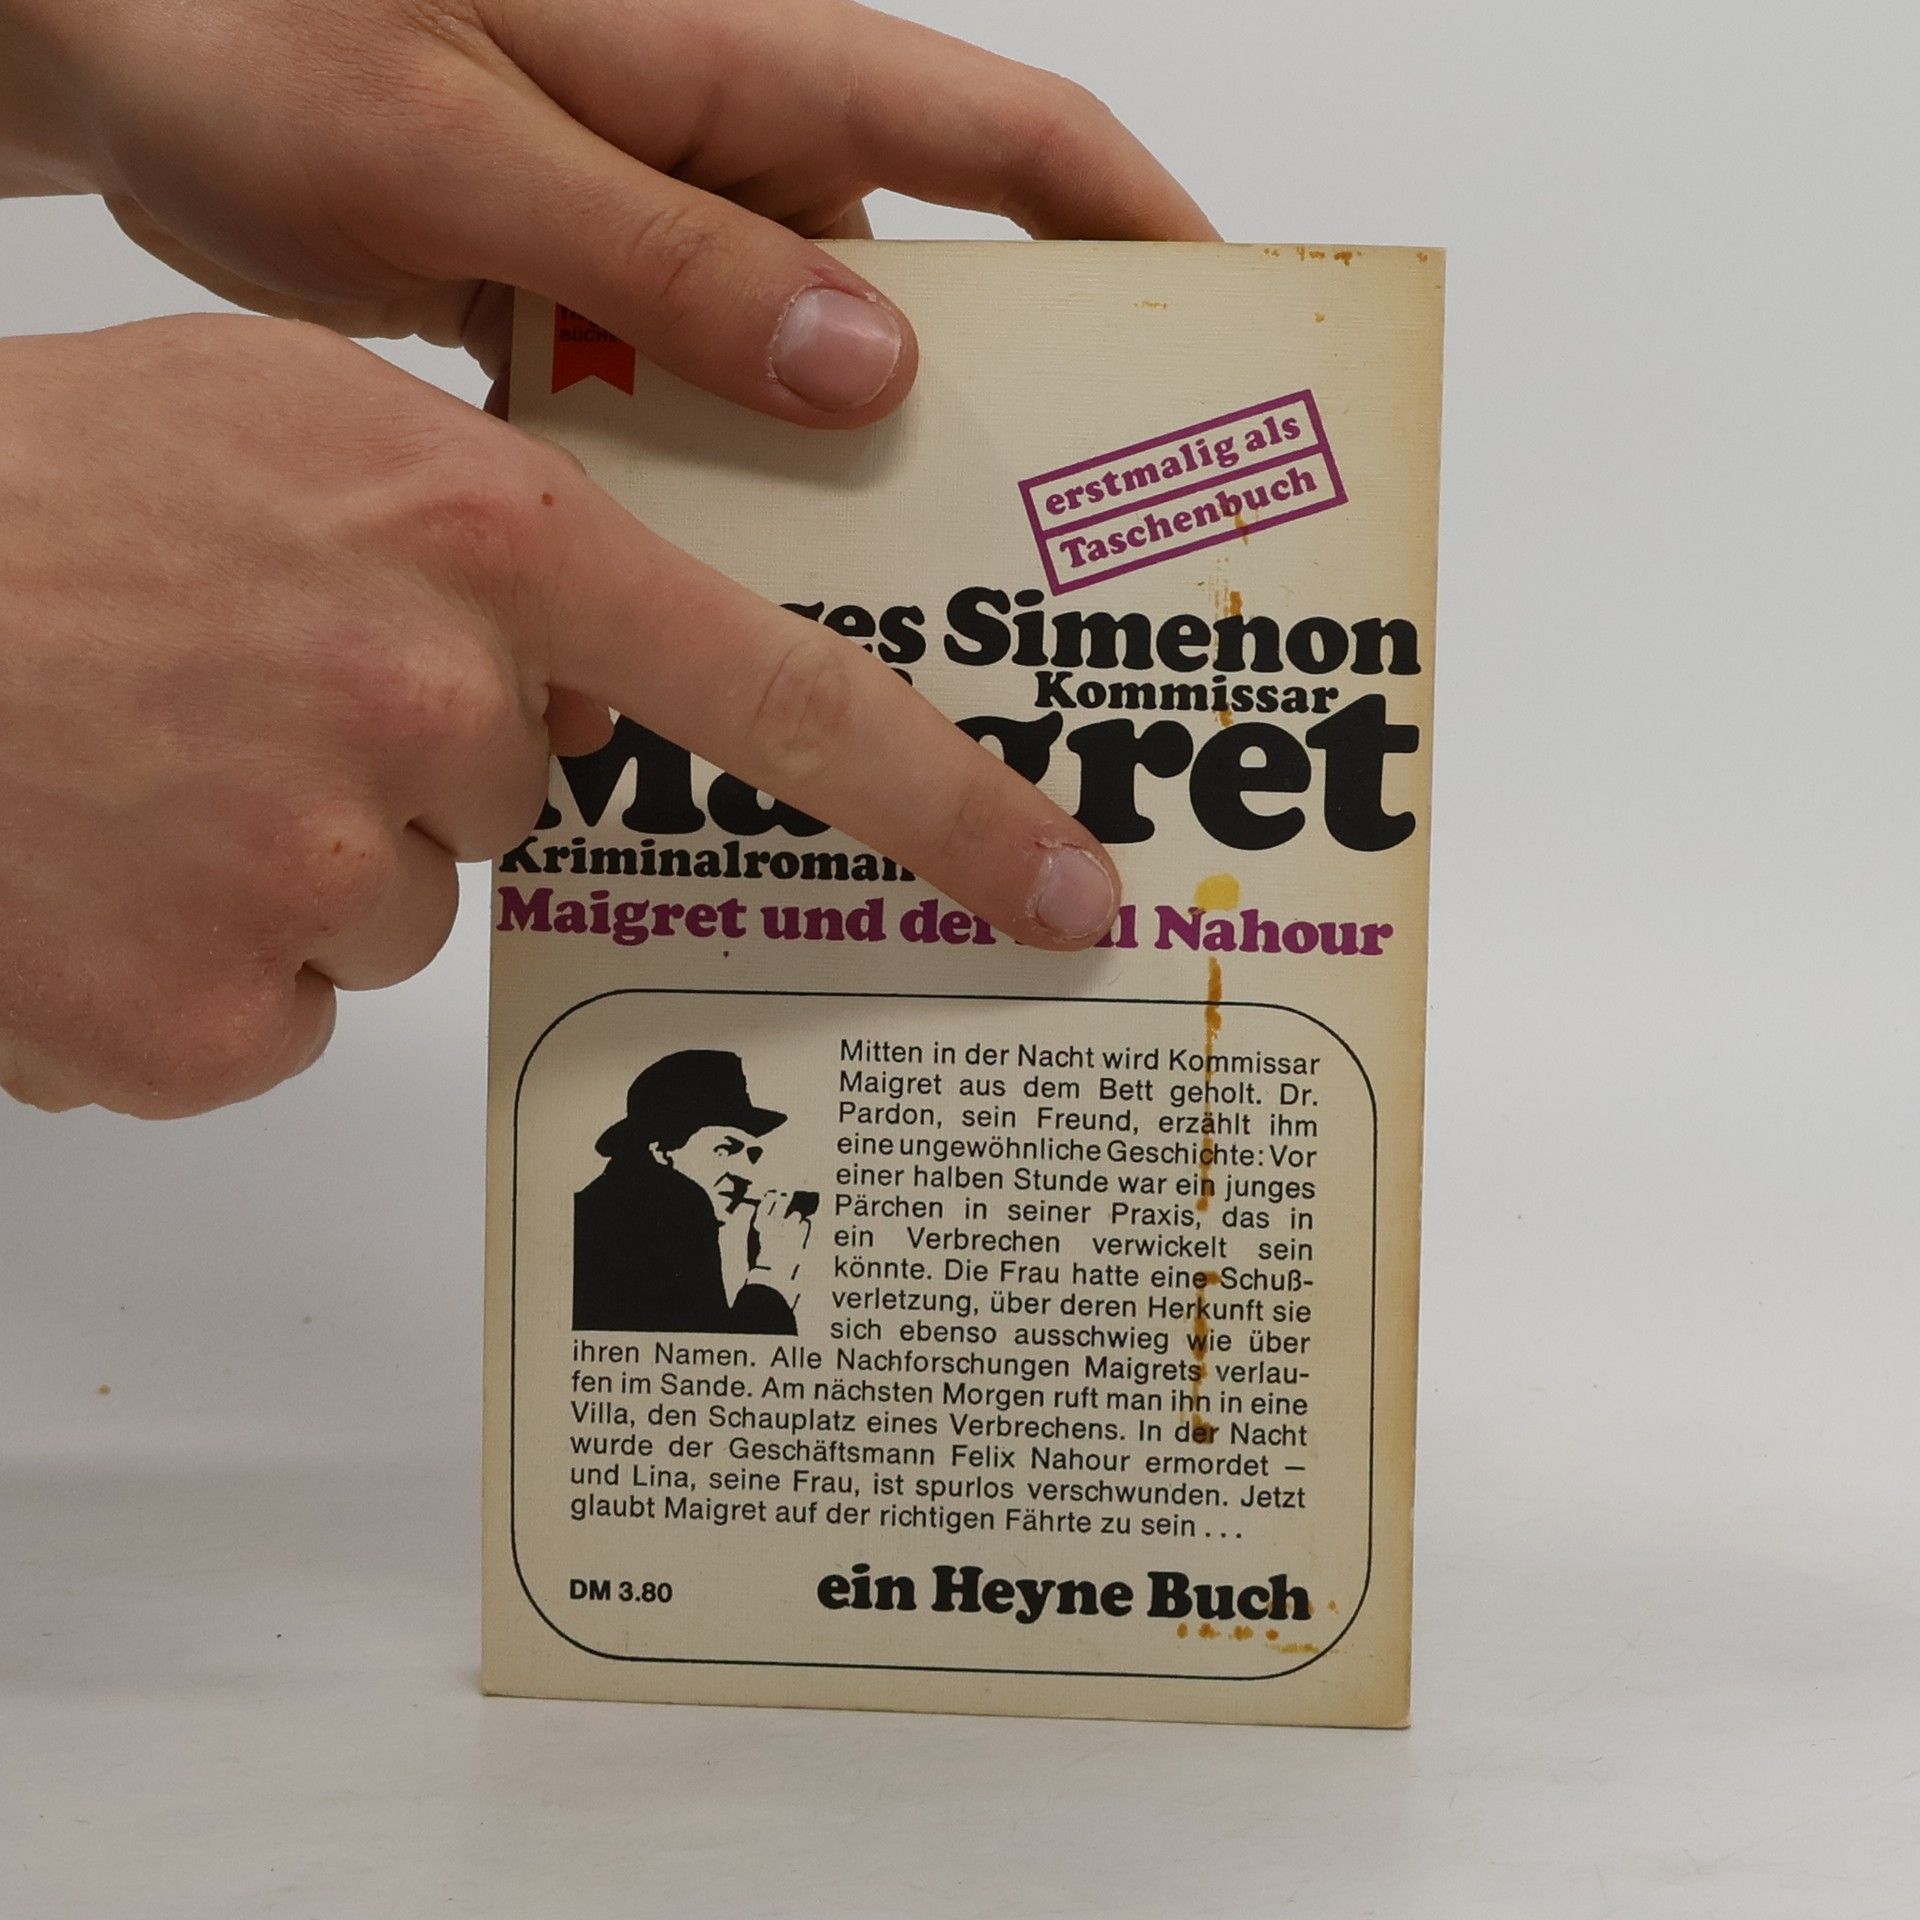 BÜCHE
erstmalig als
Taschenbuch
Simenon
Kommissar
Kriminalroman
Maigret und der Nahour
Mitten in der Nacht wird Kommissar
Maigret aus dem Bett geholt. Dr.
Pardon, sein Freund, erzählt ihm
eine ungewöhnliche Geschichte: Vor
einer halben Stunde war ein junges
Pärchen in seiner Praxis, das in
ein Verbrechen verwickelt sein
könnte. Die Frau hatte eine Schuß-
verletzung, über deren Herkunft sie
sich ebenso ausschwieg wie über
ihren Namen. Alle Nachforschungen Maigrets verlau-
fen im Sande. Am nächsten Morgen ruft man ihn in eine
Villa, den Schauplatz eines Verbrechens. In der Nacht
wurde der Geschäftsmann Felix Nahour ermordet —
und Lina, seine Frau, ist spurlos verschwunden. Jetzt
glaubt Maigret auf der richtigen Fährte zu sein . . .
DM 3.80
ein Heyne Buch